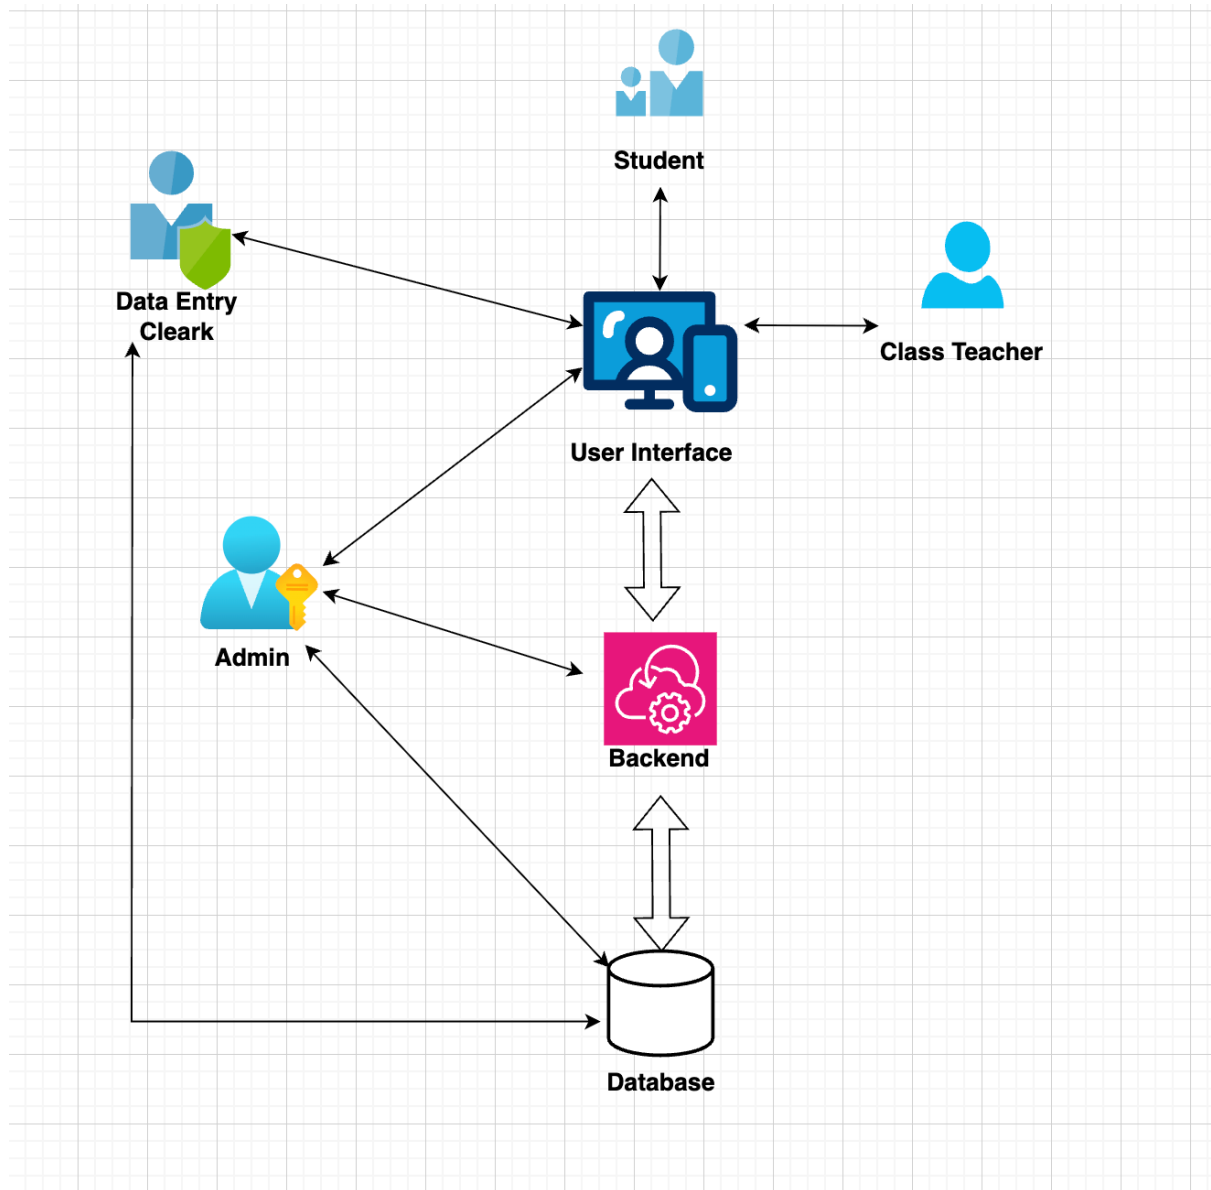 Student
Data Entry
Cleark
Class Teacher
User Interface
Admin
Backend
Database